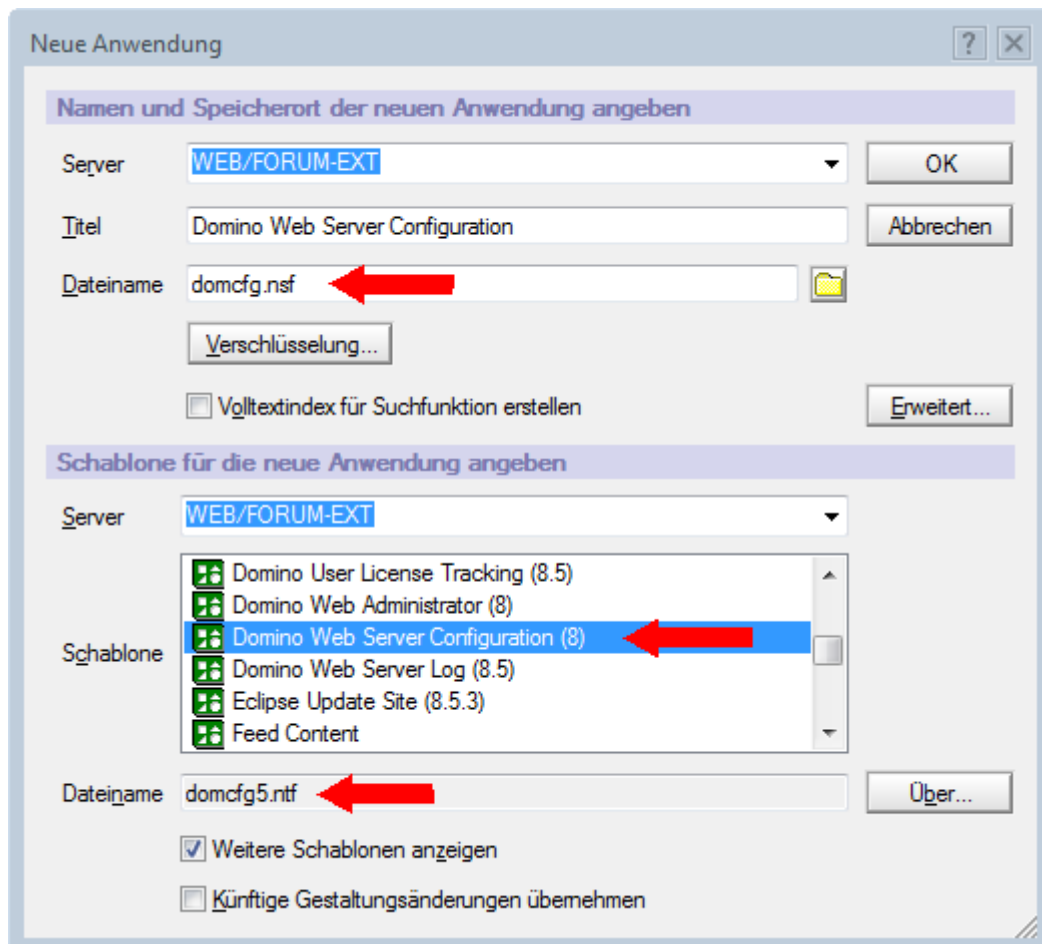 Neue Anwendung
Namen und Speicherort der neuen Anwendung angeben
Server WEB/FORUM-EXT OK
Titel Domino Web Server Configuration Abbrechen
Dateiname domcfg.nsf
Verschlüsselung...
Volltextindex für Suchfunktion erstellen Erweitert...
Schablone für die neue Anwendung angeben
Server WEB/FORUM-EXT
Domino User License Tracking (8.5)
Domino Web Administrator (8)
Domino Web Server Configuration (8)
Schablone
Domino Web Server Log (8.5)
Eclipse Update Site (8.5.3)
Feed Content
Dateiname domcfg5.ntf Über...
Weitere Schablonen anzeigen
Künftige Gestaltungsänderungen übernehmen